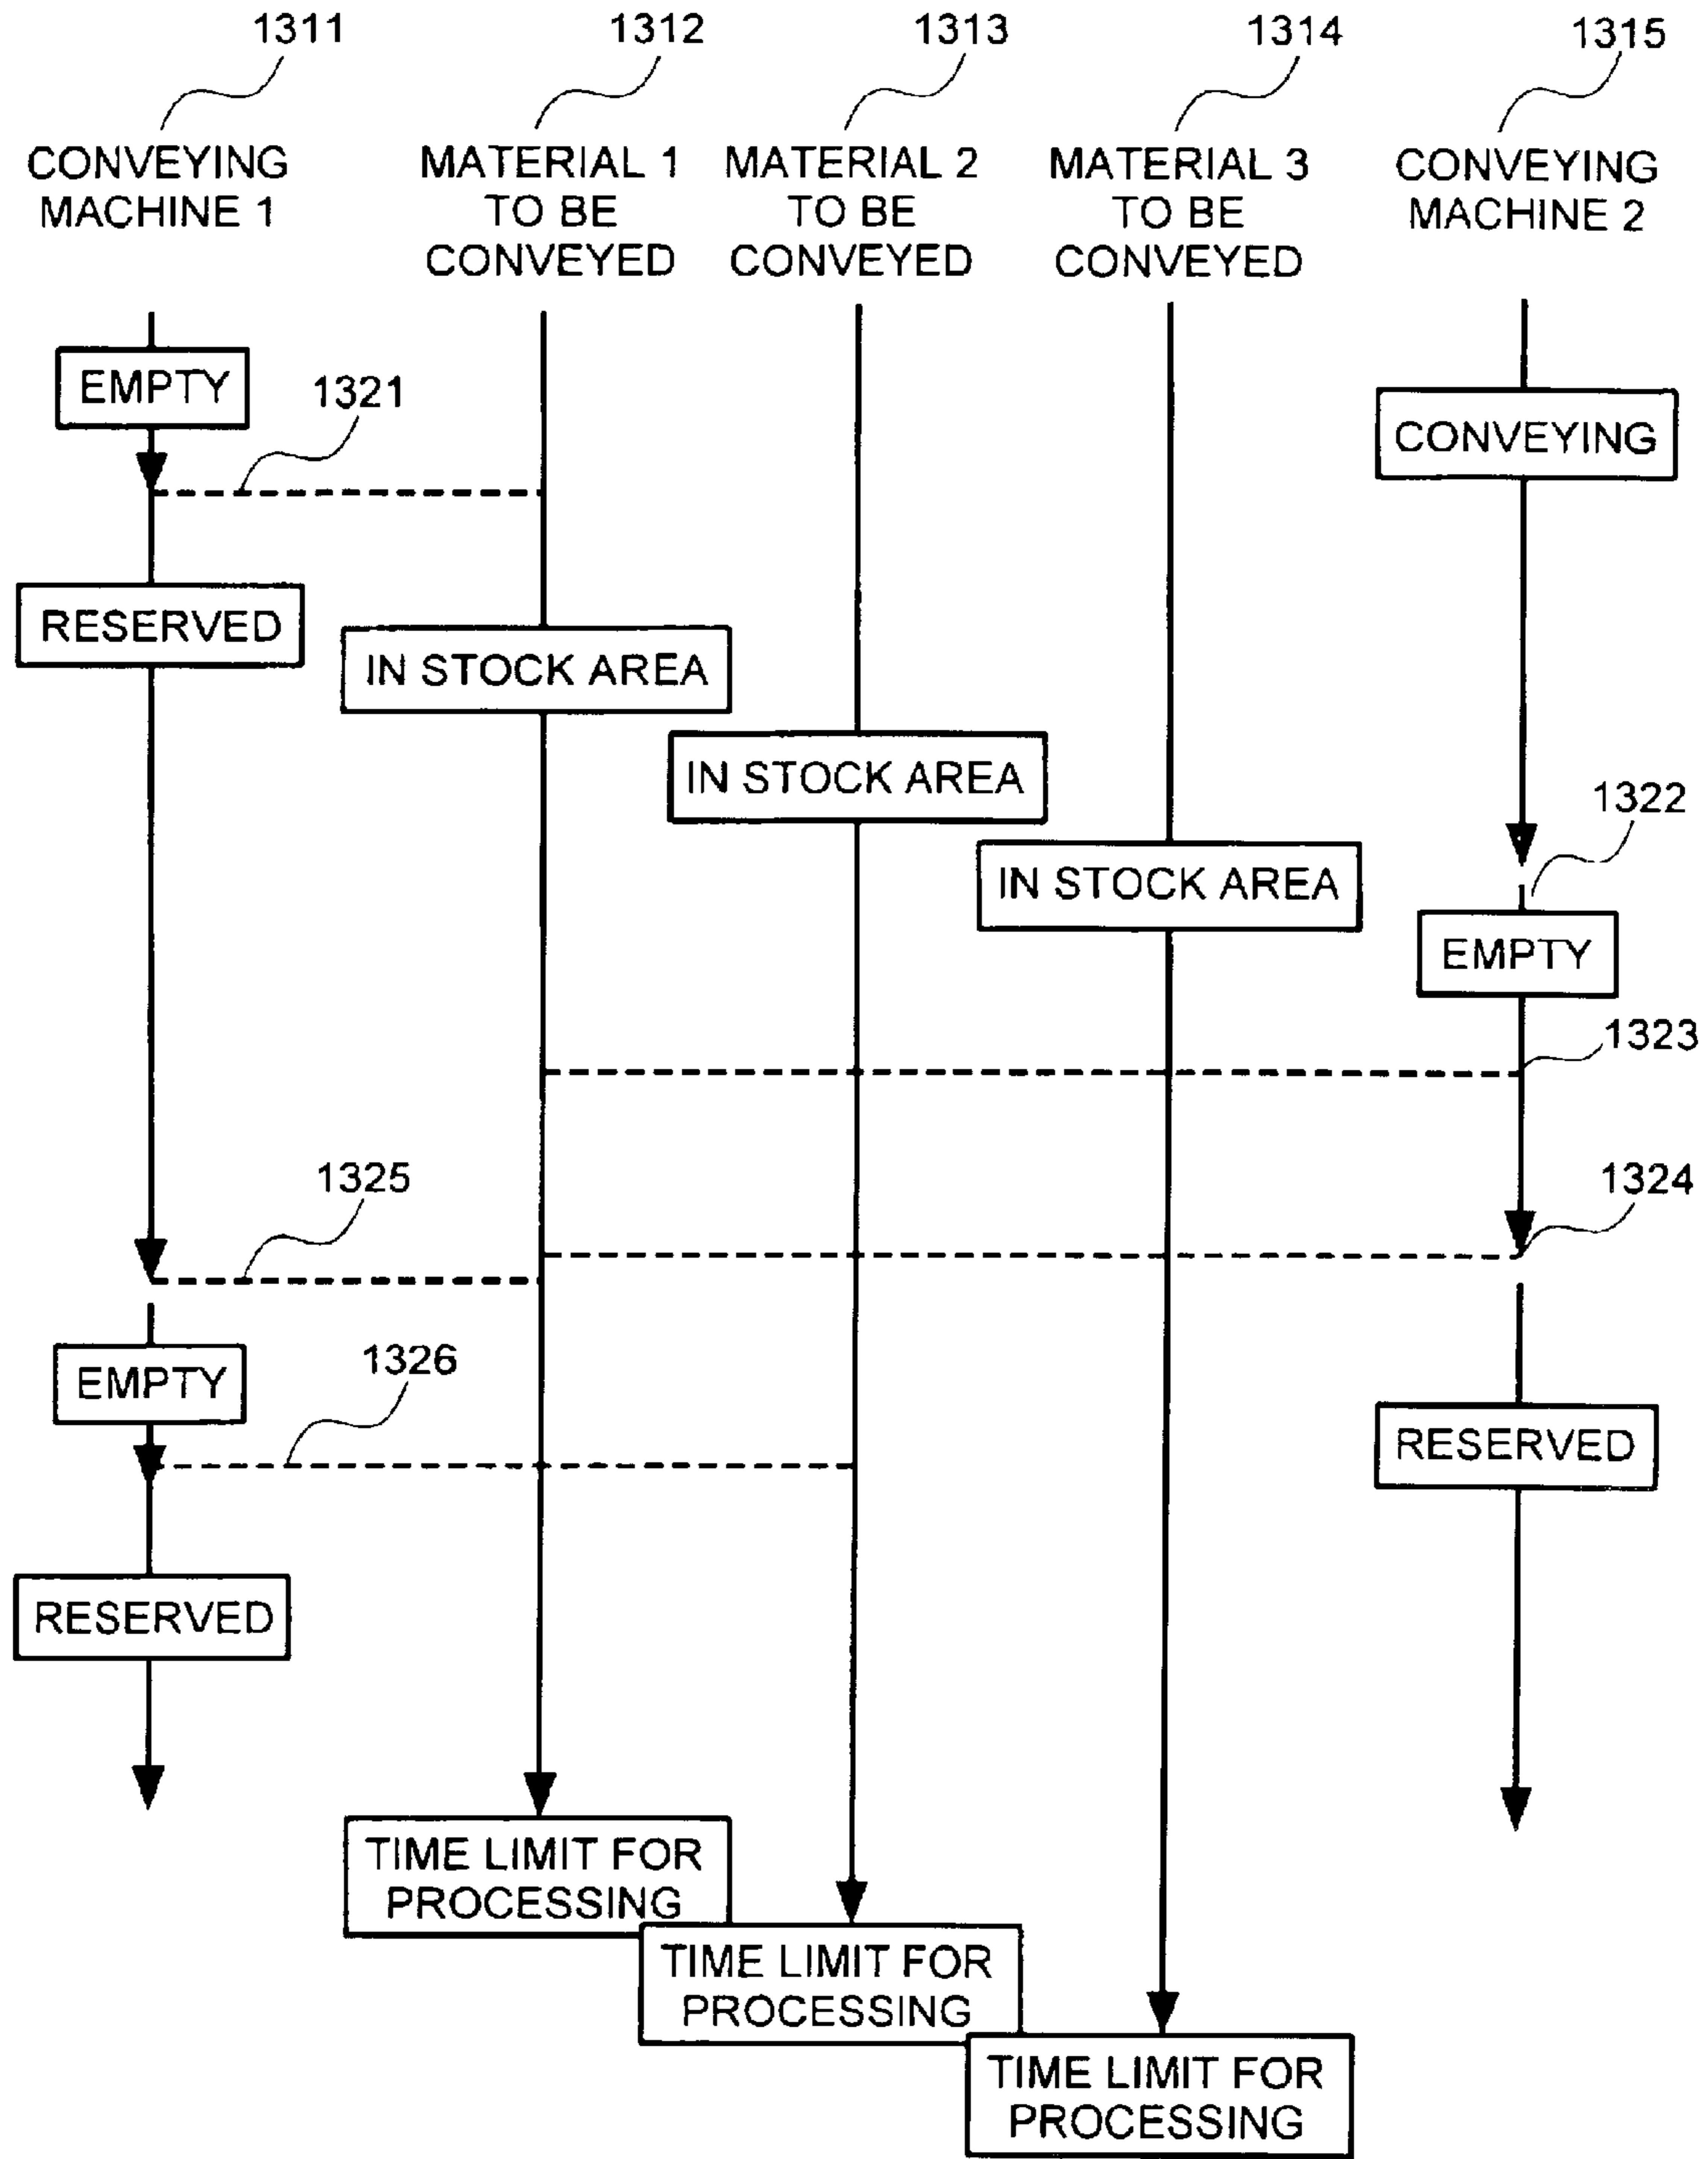 1311
1312
1313
1314
1315
CONVEYING
MACHINE 1
MATERIAL 1
TO BE
CONVEYED
MATERIAL 2
TO BE
CONVEYED
MATERIAL 3
TO BE
CONVEYED
CONVEYING
MACHINE 2
EMPTY
1321
CONVEYING
RESERVED
IN STOCK AREA
IN STOCK AREA
1322
IN STOCK AREA
EMPTY
1323
1325
1324
EMPTY
1326
RESERVED
RESERVED
TIME LIMIT FOR
PROCESSING
TIME LIMIT FOR
PROCESSING
TIME LIMIT FOR
PROCESSING